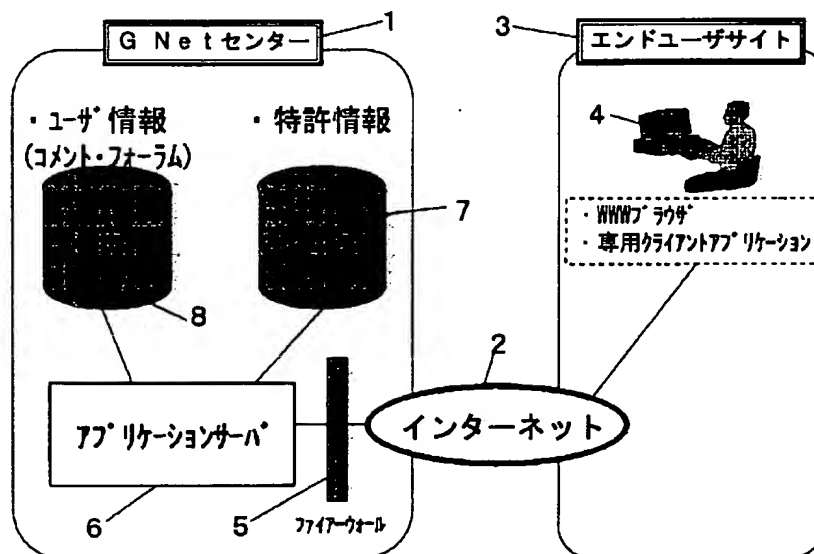 1
G Netセンター
3
エンドユーザサイト
・ユーザ情報
(コメント・フォーラム)
・特許情報
4
7
・WWWブラウザ
・専用クライアントアプリケーション
8
2
アプリケーションサーバ
インターネット
6
5
ファイアーウォール